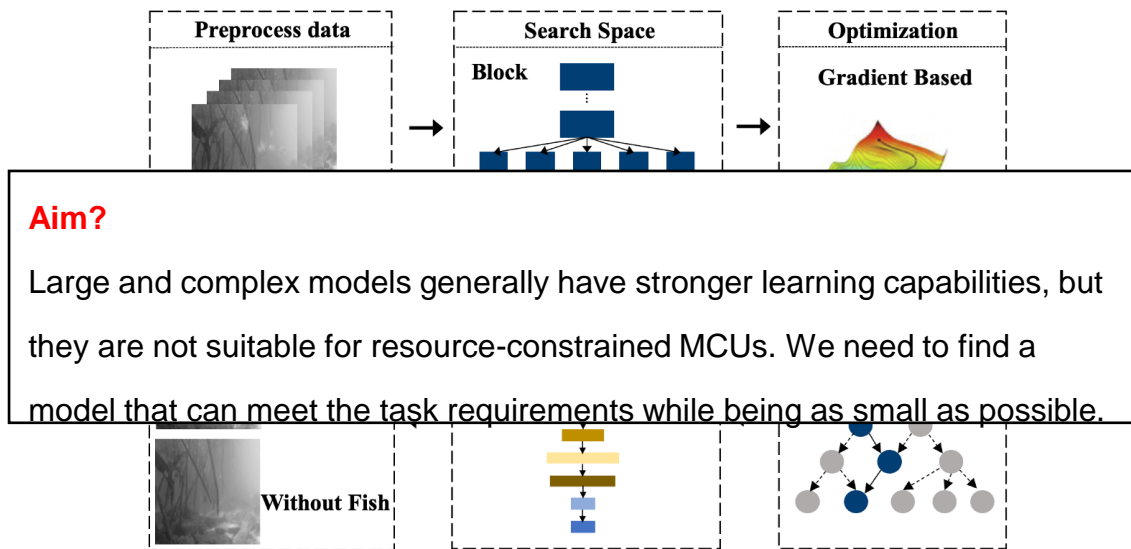 Preprocess data
Search Space
Optimization
Block
Gradient Based
Aim?
Large and complex models generally have stronger learning capabilities, but
they are not suitable for resource-constrained MCUs. We need to find a
model that can meet the task requirements while being as small as possible.
Without Fish